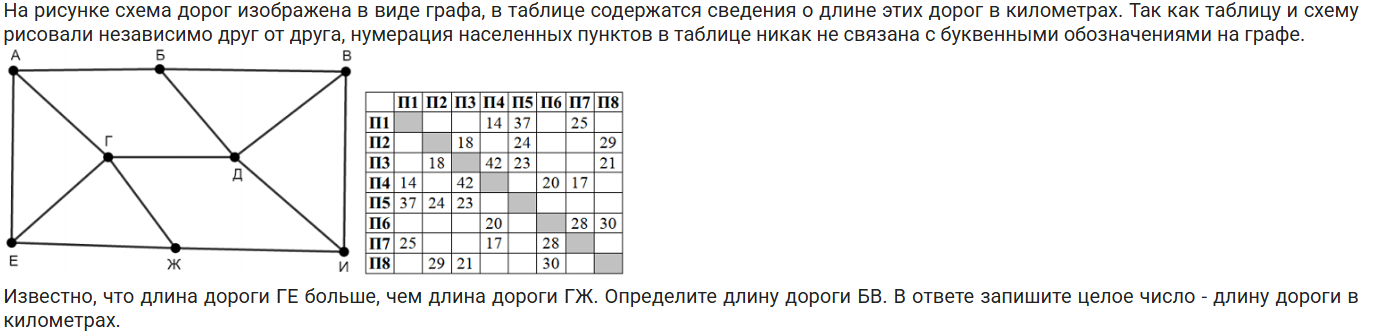 На рисунке схема дорог изображена в виде графа, в таблице содержатся сведения о длине этих дорог в километрах. Так как таблицу и схему
рисовали независимо друг от друга, нумерация населенных пунктов в таблице никак не связана с буквенными обозначениями на графе.
А Б В
Г
Д
Е Ж И
П1 П2 П3 П4 П5 П6 П7 П8
П1 14 37 25
П2 18 24 29
П3 18 42 23 21
П4 14 42 20 17
П5 37 24 23
П6 20 28 30
П7 25 17 28
П8 29 21 30
Известно, что длина дороги ГЕ больше, чем длина дороги ГЖ. Определите длину дороги БВ. В ответе запишите целое число - длину дороги в
километрах.